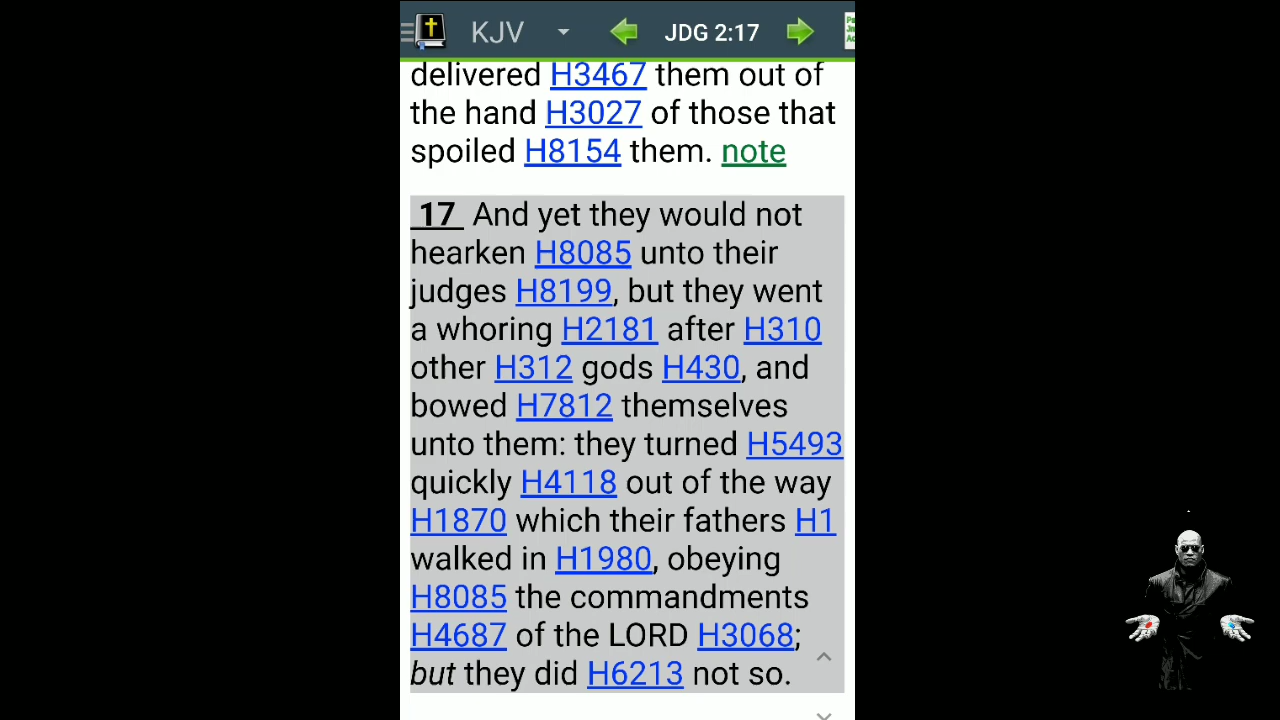 KJV JDG 2:17
delivered H3467 them out of
the hand H3027 of those that
spoiled H8154 them. note
17 And yet they would not
hearken H8085 unto their
judges H8199, but they went
a whoring H2181 after H310
other H312 gods H430, and
bowed H7812 themselves
unto them: they turned H5493
quickly H4118 out of the way
H1870 which their fathers H1
walked in H1980, obeying
H8085 the commandments
H4687 of the LORD H3068;
but they did H6213 not so.